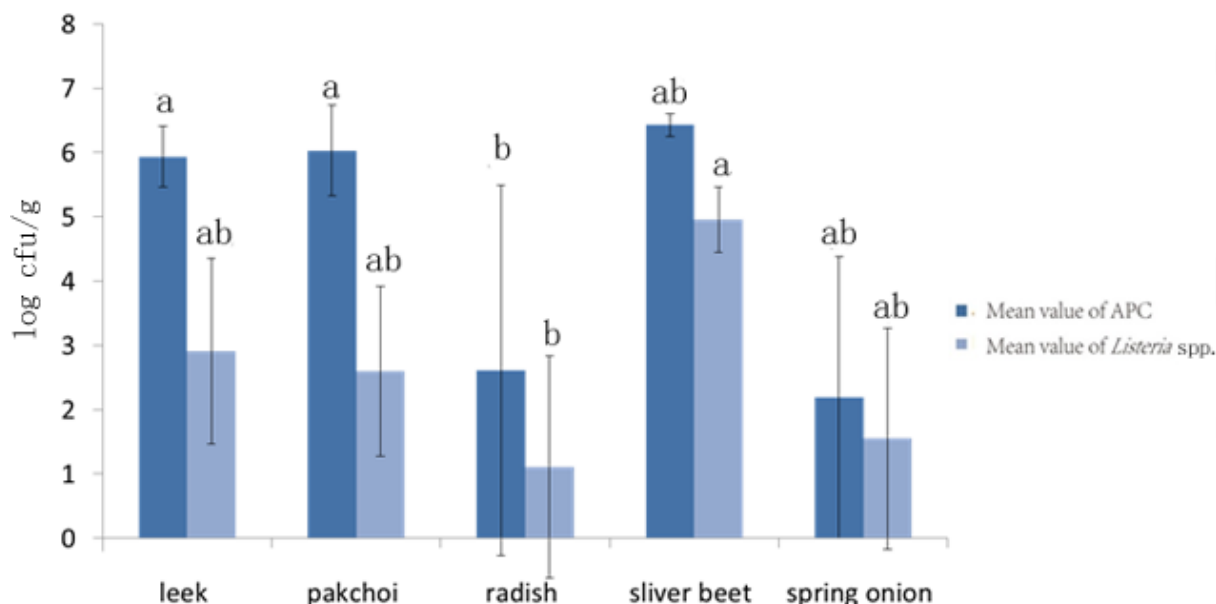 8
7
6
5
4
3
2
1
0
log cfu/g
a
ab
a
ab
b
b
ab
a
ab
ab
leek
pakchoi
radish
sliver beet
spring onion
Mean value of APC
Mean value of Listeria spp.